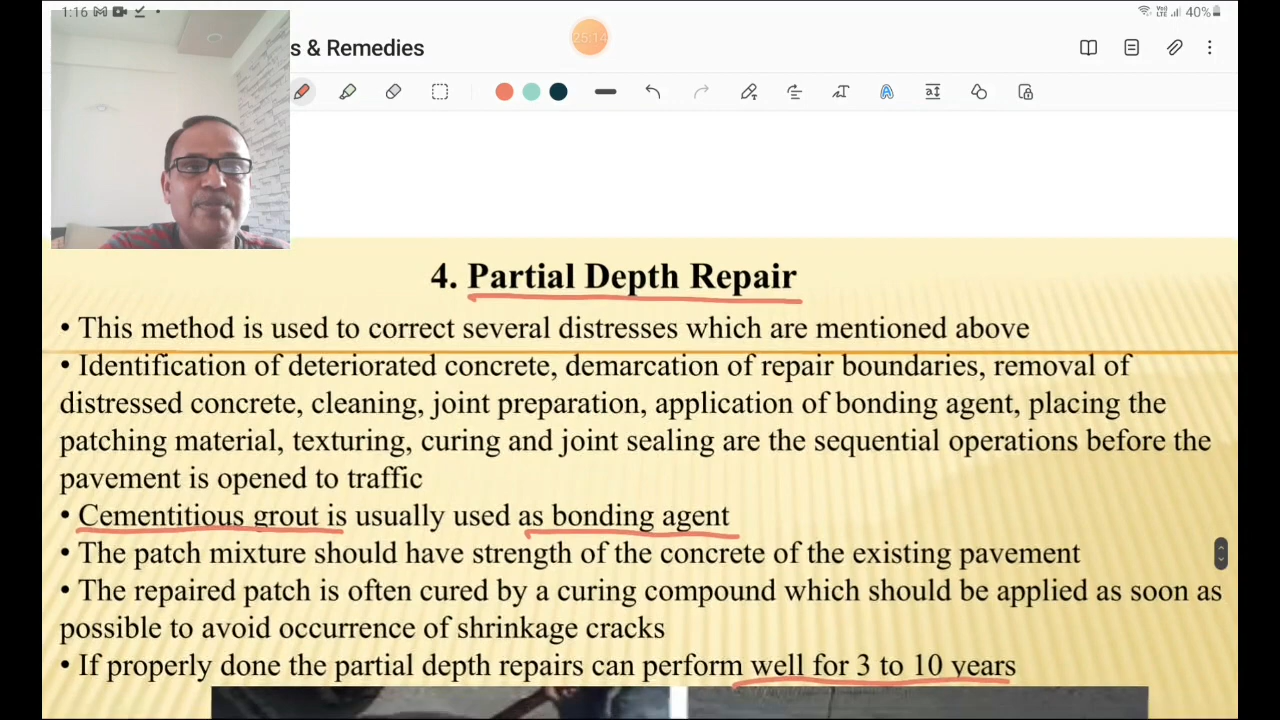 1:16
25:14
40%
s & Remedies
4. Partial Depth Repair
• This method is used to correct several distresses which are mentioned above
• Identification of deteriorated concrete, demarcation of repair boundaries, removal of
distressed concrete, cleaning, joint preparation, application of bonding agent, placing the
patching material, texturing, curing and joint sealing are the sequential operations before the
pavement is opened to traffic
• Cementitious grout is usually used as bonding agent
• The patch mixture should have strength of the concrete of the existing pavement
• The repaired patch is often cured by a curing compound which should be applied as soon as
possible to avoid occurrence of shrinkage cracks
• If properly done the partial depth repairs can perform well for 3 to 10 years